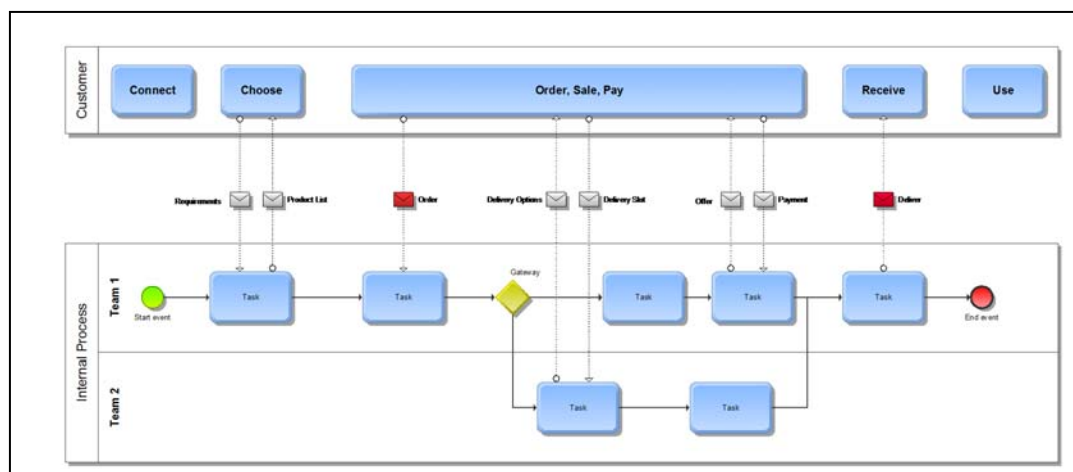 Customer
Connect
Choose
Order, Sale, Pay
Receive
Use
Requirements
Product List
Order
Delivery Options
Delivery Slot
Offer
Payment
Deliver
Internal Process
Team 1
Start event
Task
Task
Gateway
Task
Task
Task
End event
Team 2
Task
Task